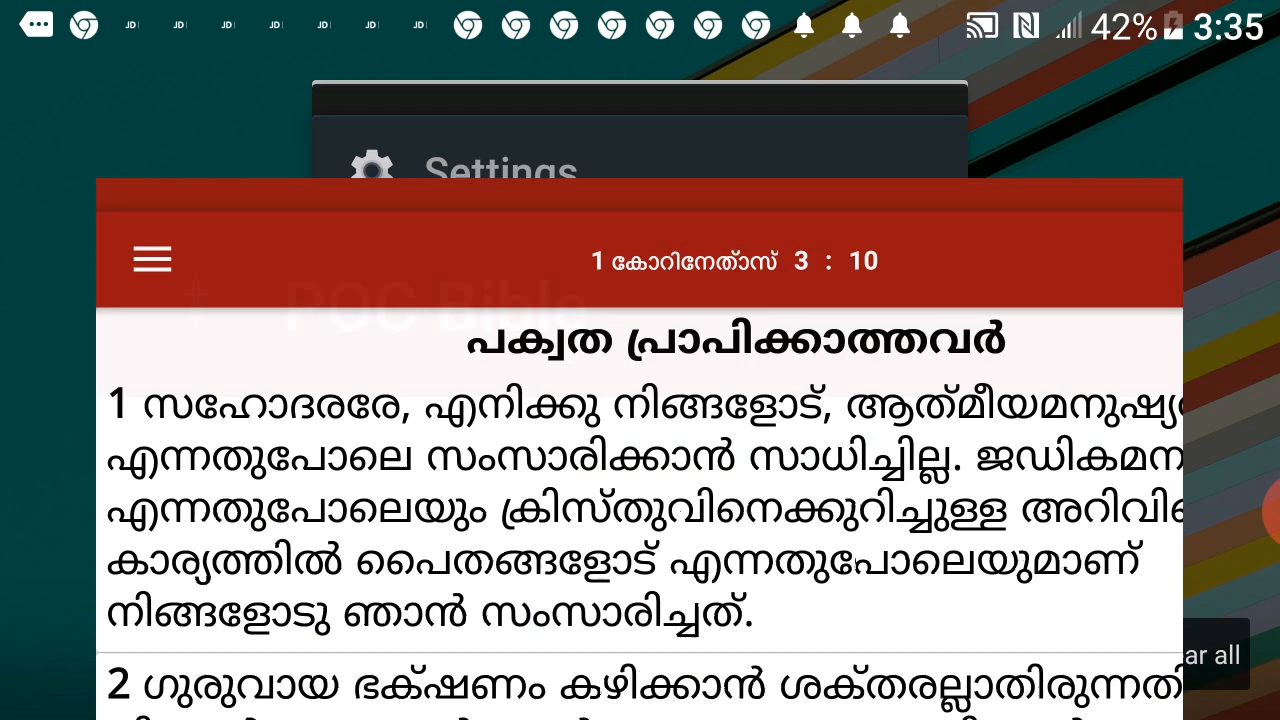 42% 3:35
Settings
1 കോറിനേത്‌ാസ് 3 : 10
POC Bible
പക്വത പ്രാപിക്കാത്തവർ
1 സഹോദരരേ, എനിക്കു നിങ്ങളോട്, ആത്മീയമനുഷ്യ
എന്നതുപോലെ സംസാരിക്കാൻ സാധിച്ചില്ല. ജഡികമന
എന്നതുപോലെയും ക്രിസ്തുവിനെക്കുറിച്ചുള്ള അറിവി
കാര്യത്തിൽ പൈതങ്ങളോട് എന്നതുപോലെയുമാണ്
നിങ്ങളോടു ഞാൻ സംസാരിച്ചത്.
ar all
2 ഗുരുവായ ഭക്ഷണം കഴിക്കാൻ ശക്തരല്ലാതിരുന്നതി